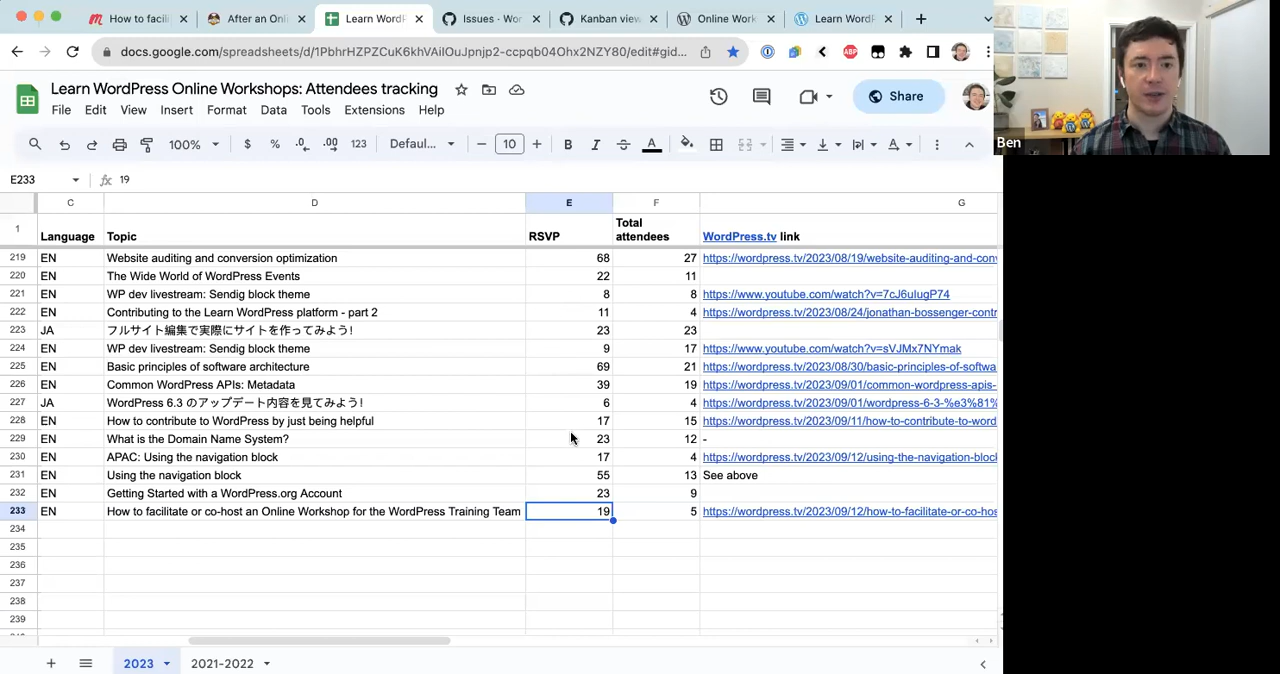 How to facil
After an Onl
Learn WordP
Issues · Wor
Kanban view
Online Work
Learn WordP
docs.google.com/spreadsheets/d/1PbhrHZPZCuK6khVAilOuJpnjp2-ccpqb04Ohx2NZY80/edit#gid...
ABP
Learn WordPress Online Workshops: Attendees tracking
File Edit View Insert Format Data Tools Extensions Help
Share
100% $ % .0 .00 123 Defaul... 10 B I A
E233 fx 19
C D E F G
1 Language Topic RSVP Total attendees WordPress.tv link
219 EN Website auditing and conversion optimization 68 27 https://wordpress.tv/2023/08/19/website-auditing-and-conv
220 EN The Wide World of WordPress Events 22 11
221 EN WP dev livestream: Sendig block theme 8 8 https://www.youtube.com/watch?v=7cJ6uIugP74
222 EN Contributing to the Learn WordPress platform - part 2 11 4 https://wordpress.tv/2023/08/24/jonathan-bossenger-contr
223 JA フルサイト編集で実際にサイトを作ってみよう! 23 23
224 EN WP dev livestream: Sendig block theme 9 17 https://www.youtube.com/watch?v=sVJMx7NYmak
225 EN Basic principles of software architecture 69 21 https://wordpress.tv/2023/08/30/basic-principles-of-softwa
226 EN Common WordPress APIs: Metadata 39 19 https://wordpress.tv/2023/09/01/common-wordpress-apis-
227 JA WordPress 6.3 のアップデート内容を見てみよう! 6 4 https://wordpress.tv/2023/09/01/wordpress-6-3-%e3%81%
228 EN How to contribute to WordPress by just being helpful 17 15 https://wordpress.tv/2023/09/11/how-to-contribute-to-word
229 EN What is the Domain Name System? 23 12 -
230 EN APAC: Using the navigation block 17 4 https://wordpress.tv/2023/09/12/using-the-navigation-block
231 EN Using the navigation block 55 13 See above
232 EN Getting Started with a WordPress.org Account 23 9
233 EN How to facilitate or co-host an Online Workshop for the WordPress Training Team 19 5 https://wordpress.tv/2023/09/12/how-to-facilitate-or-co-hos
234
235
236
237
238
239
2023 2021-2022
Ben